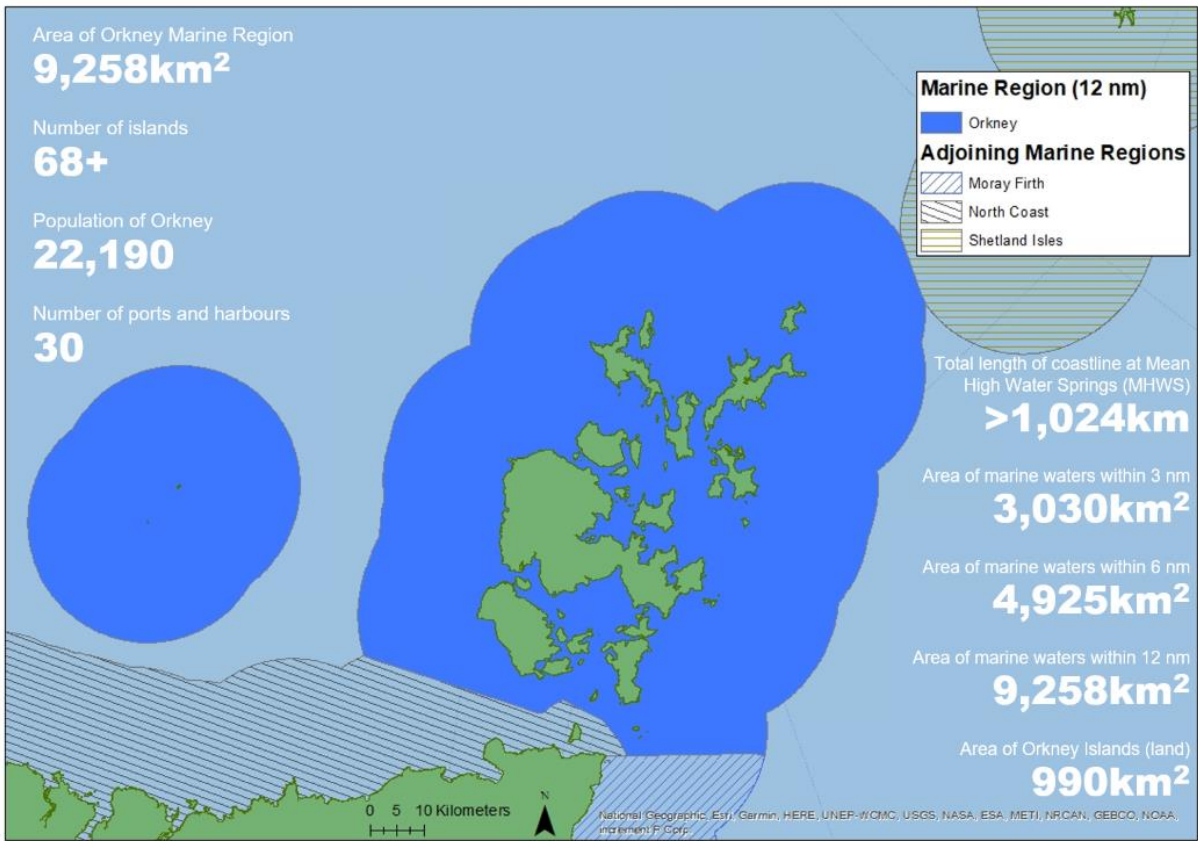 Area of Orkney Marine Region
9,258km²
Number of islands
68+
Population of Orkney
22,190
Number of ports and harbours
30
Marine Region (12 nm)
Orkney
Adjoining Marine Regions
Moray Firth
North Coast
Shetland Isles
Total length of coastline at Mean
High Water Springs (MHWS)
>1,024km
Area of marine waters within 3 nm
3,030km²
Area of marine waters within 6 nm
4,925km²
Area of marine waters within 12 nm
9,258km²
Area of Orkney Islands (land)
990km²
0 5 10 Kilometers
N
National Geographic, Esri, Garmin, HERE, UNEP-WCMC, USGS, NASA, ESA, METI, NRCAN, GEBCO, NOAA,
increment P Corp.